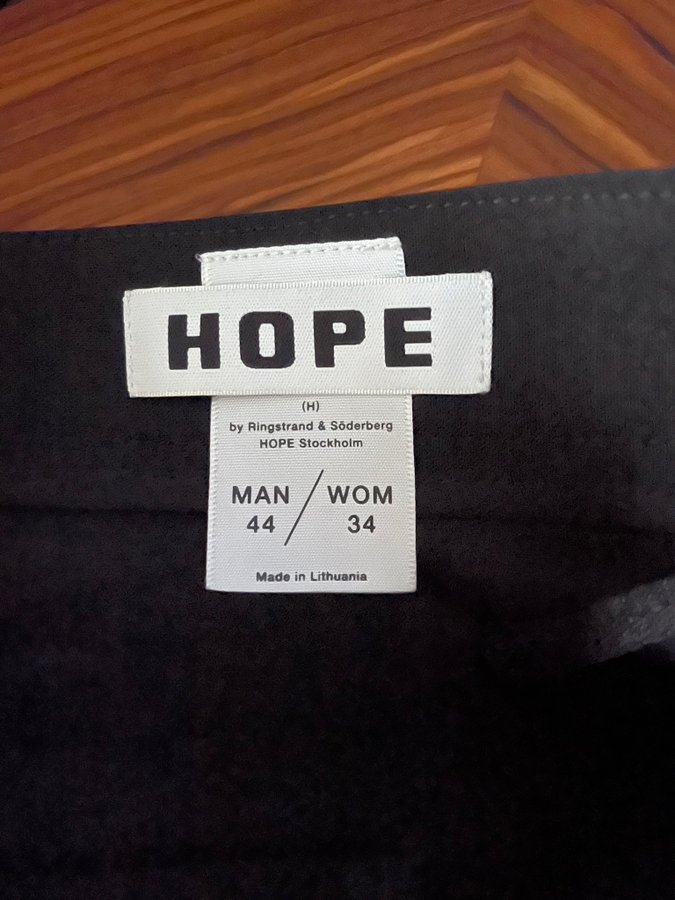 HOPE
(H)
by Ringstrand & Söderberg
HOPE Stockholm
MAN / WOM
44 / 34
Made in Lithuania